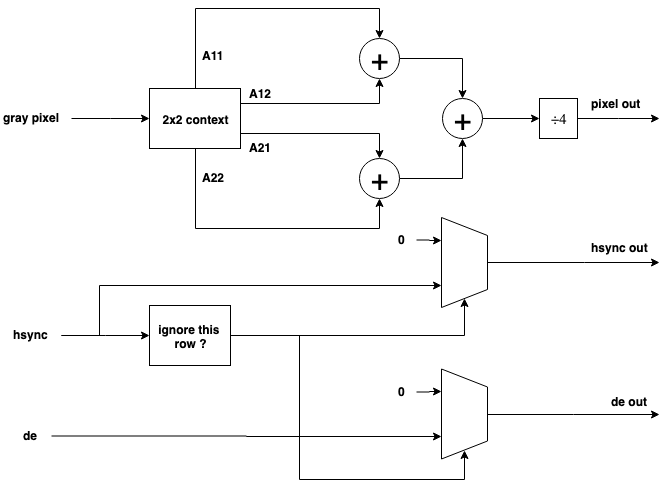 A11
+
A12
gray pixel
2x2 context
+
÷4
pixel out
A21
A22
+
0
hsync out
hsync
ignore this
row ?
0
de out
de